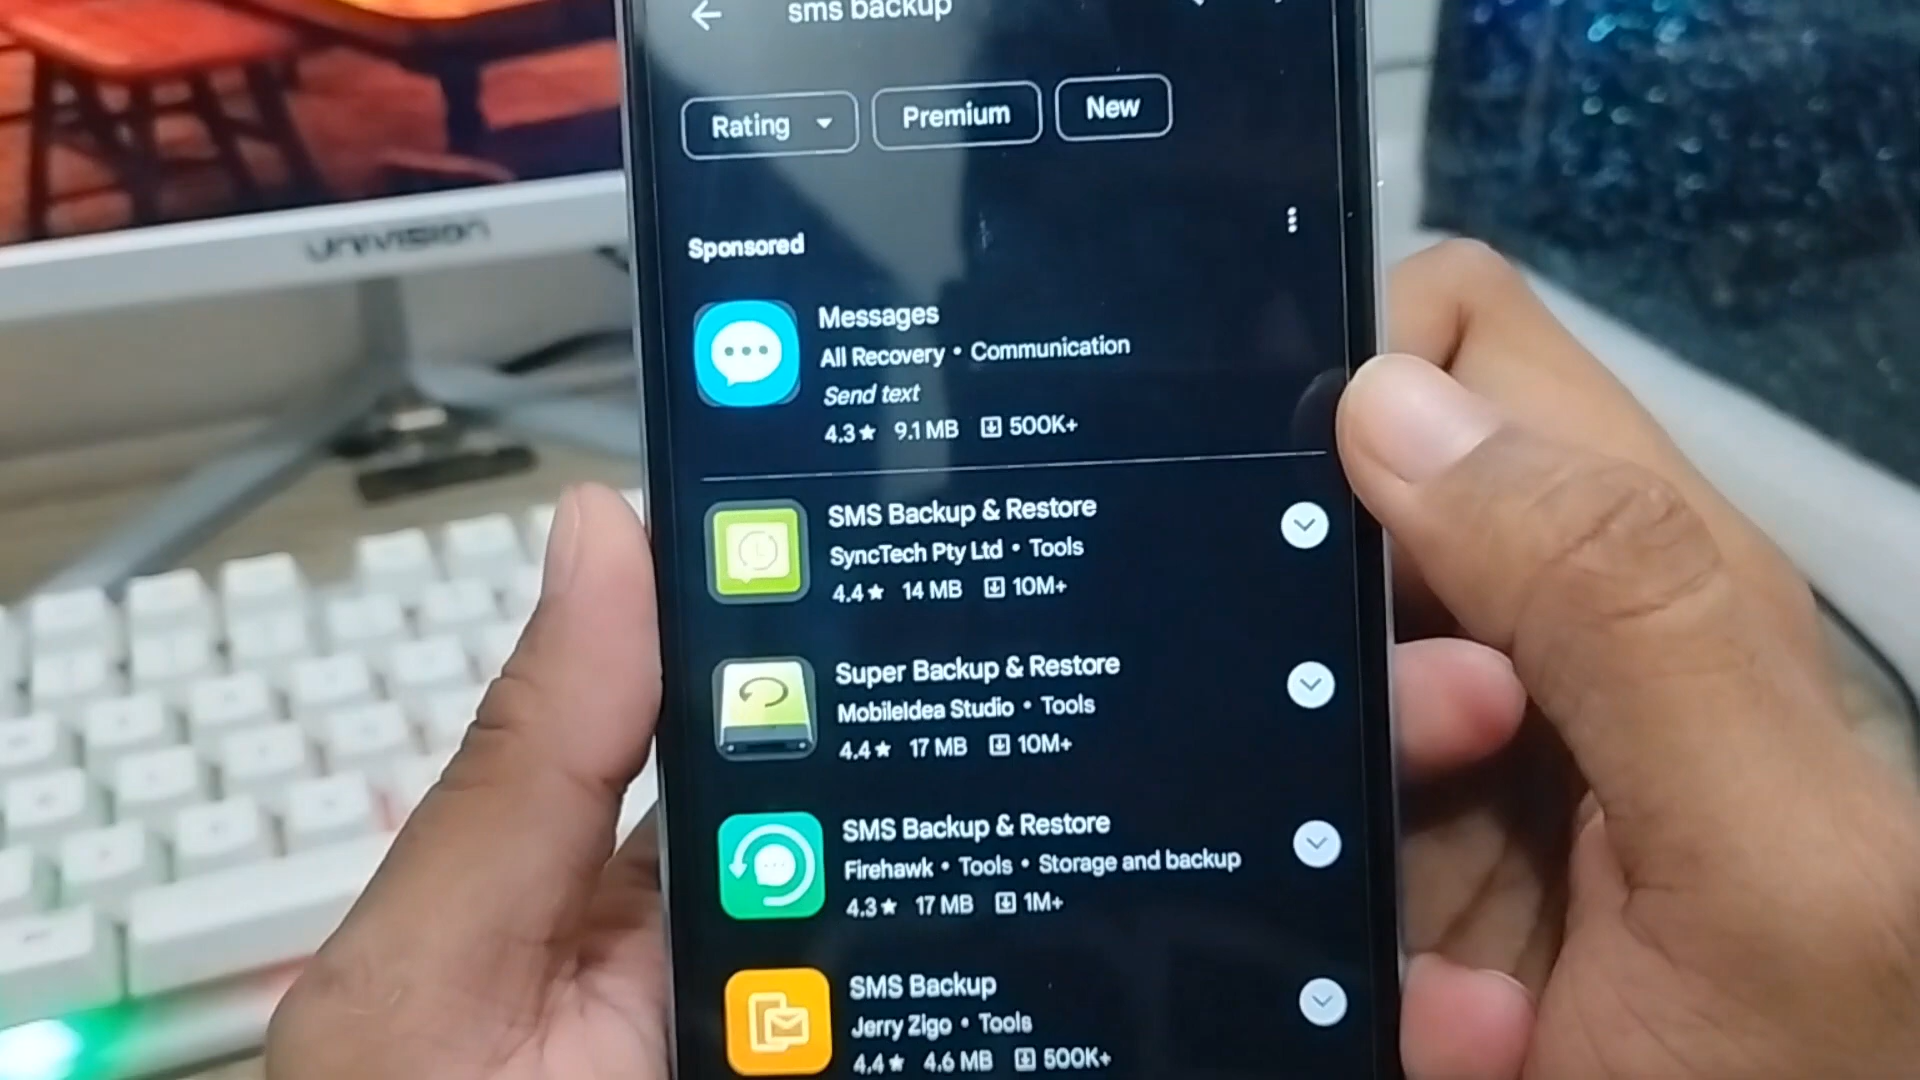 sms backup
Rating
Premium
New
UNIVISION
Sponsored
Messages
All Recovery • Communication
Send text
4.3★ 9.1 MB 500K+
SMS Backup & Restore
SyncTech Pty Ltd • Tools
4.4★ 14 MB 10M+
Super Backup & Restore
MobileIdea Studio • Tools
4.4★ 17 MB 10M+
SMS Backup & Restore
Firehawk • Tools • Storage and backup
4.3★ 17 MB 1M+
SMS Backup
Jerry Zigo • Tools
4.4★ 4.6 MB 500K+